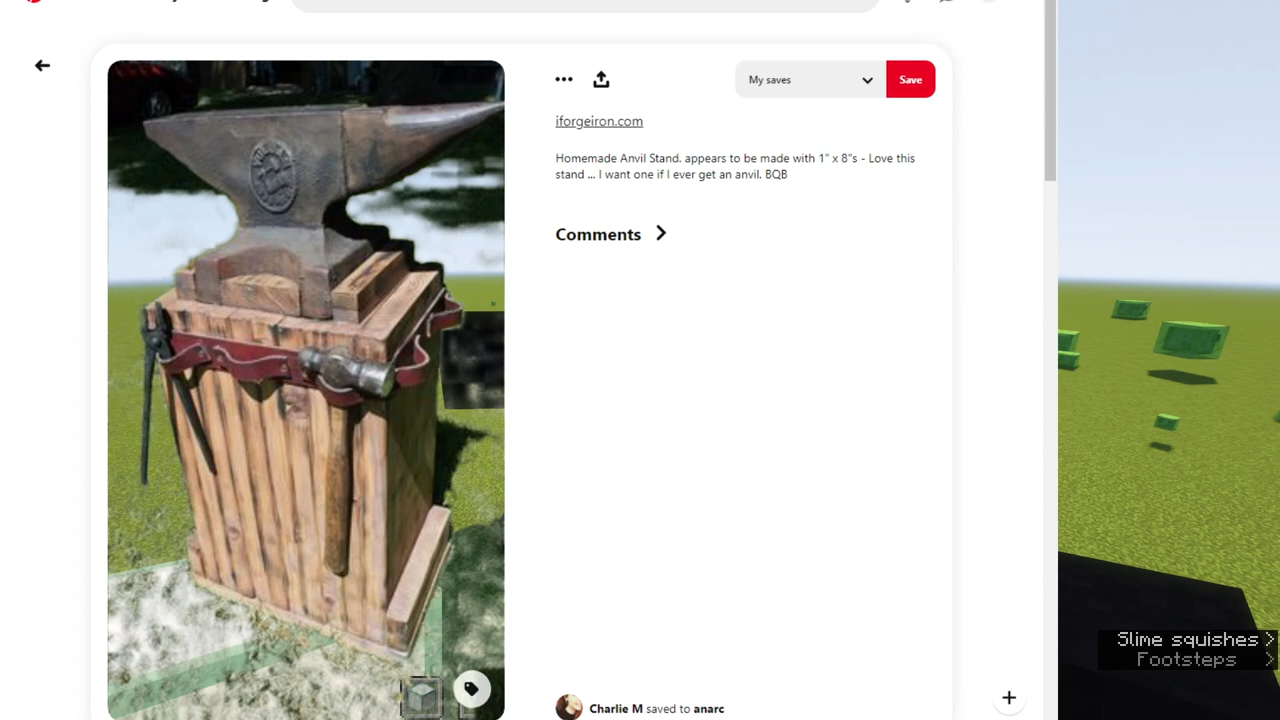 My saves
Save
iforgeiron.com
Homemade Anvil Stand. appears to be made with 1" x 8"s - Love this
stand ... I want one if I ever get an anvil. BQB
Comments
Slime squishes >
Footsteps >
Charlie M saved to anarc